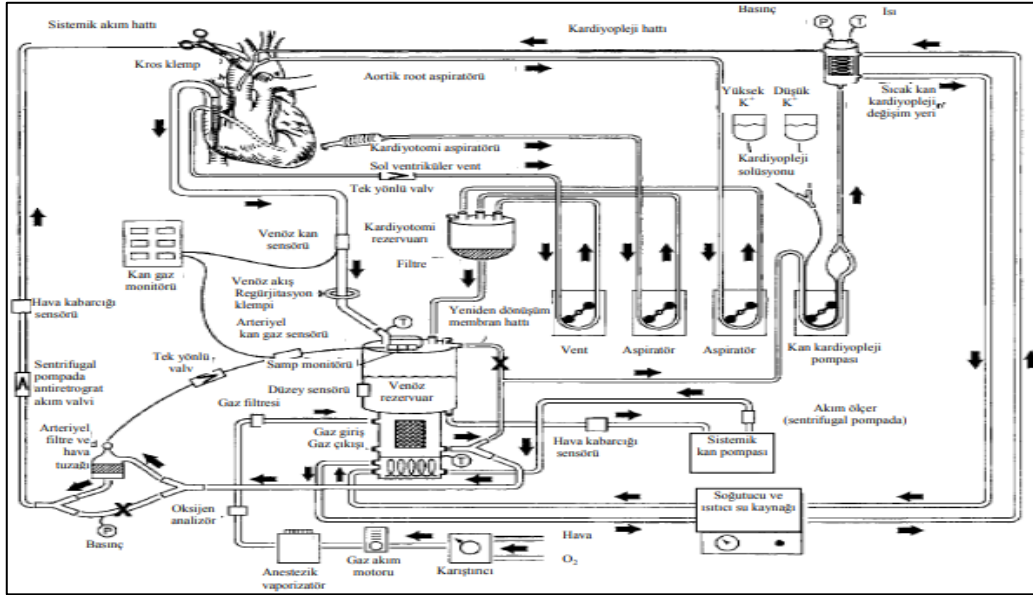 Sistemik akım hattı
Kros klemp
Kardiyopleji hattı
Aortik root aspiratörü
Basınç
Isı
P
T
Yüksek
K+
Düşük
K+
Sıcak kan
kardiyopleji
değişim yeri
Kardiyotomi aspiratörü
Sol ventriküler vent
Tek yönlü valv
Kardiyopleji
solüsyonu
Kardiyotomi
rezervuarı
Filtre
Venöz kan
sensörü
Kan gaz
monitörü
Venöz akış
Regürjitasyon
klempi
T
Yeniden dönüşüm
membran hattı
Arteriyel
kan gaz sensörü
Hava kabarcığı
sensörü
Vent
Aspiratör
Aspiratör
Kan kardiyopleji
pompası
Samp monitörü
Tek yönlü
valv
Sentrifugal
pompada
antiretrograt
akım valvi
Düzey sensörü
Venöz
rezervuar
Gaz filtresi
Gaz giriş
Gaz çıkışı
T
Hava kabarcığı
sensörü
Sistemik
kan pompası
Akım ölçer
(sentrifugal pompada)
Arteriyel
filtre ve
hava
tuzağı
P
Basınç
Oksijen
analizör
Soğutucu ve
ısıtıcı su kaynağı
Anestezik
vaporizatör
Gaz akım
motoru
Karıştırıcı
Hava
O2